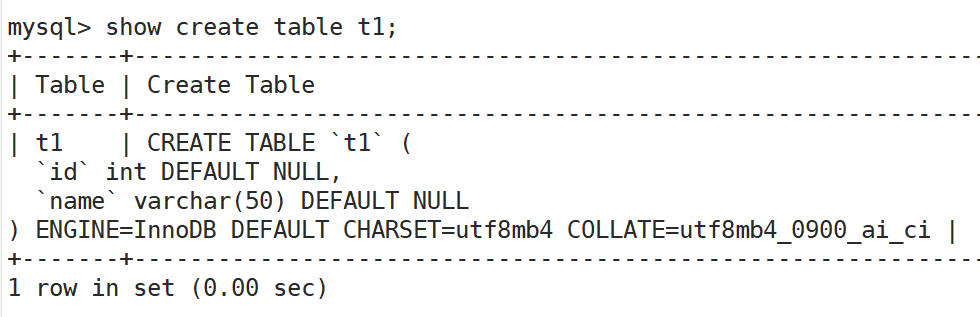 mysql> show create table t1;
+-------+-------------------------------------------------------------
| Table | Create Table
+-------+-------------------------------------------------------------
| t1    | CREATE TABLE `t1` (
  `id` int DEFAULT NULL,
  `name` varchar(50) DEFAULT NULL
) ENGINE=InnoDB DEFAULT CHARSET=utf8mb4 COLLATE=utf8mb4_0900_ai_ci |
+-------+-------------------------------------------------------------
1 row in set (0.00 sec)